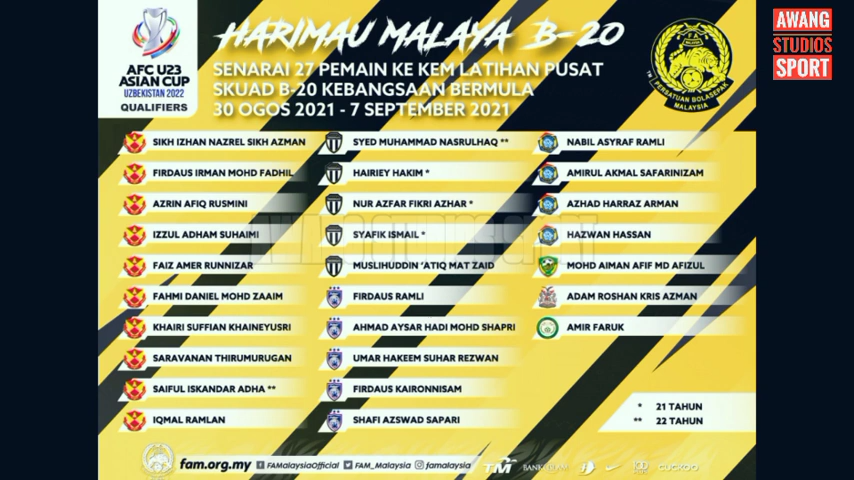 HARIMAU MALAYA B-20
AWANG
STUDIOS
SPORT
AFC U23
ASIAN CUP
UZBEKISTAN 2022
QUALIFIERS
SENARAI 27 PEMAIN KE KEM LATIHAN PUSAT
SKUAD B-20 KEBANGSAAN BERMULA
30 OGOS 2021 - 7 SEPTEMBER 2021
PERSATUAN BOLASEPAK
MALAYSIA
SIKH IZHAN NAZREL SIKH AZMAN
FIRDAUS IRMAN MOHD FADHIL
AZRIN AFIQ RUSMINI
IZZUL ADHAM SUHAIMI
FAIZ AMER RUNNIZAR
FAHMI DANIEL MOHD ZAAIM
KHAIRI SUFFIAN KHAINEYUSRI
SARAVANAN THIRUMURUGAN
SAIFUL ISKANDAR ADHA **
IQMAL RAMLAN
SYED MUHAMMAD NASRULHAQ **
HAIRIEY HAKIM *
NUR AZFAR FIKRI AZHAR *
SYAFIK ISMAIL *
MUSLIHUDDIN 'ATIQ MAT ZAID
FIRDAUS RAMLI
AHMAD AYSAR HADI MOHD SHAPRI
UMAR HAKEEM SUHAR REZWAN
FIRDAUS KAIRONNISAM
SHAFI AZSWAD SAPARI
NABIL ASYRAF RAMLI
AMIRUL AKMAL SAFARINIZAM
AZHAD HARRAZ ARMAN
HAZWAN HASSAN
MOHD AIMAN AFIF MD AFIZUL
ADAM ROSHAN KRIS AZMAN
AMIR FARUK
* 21 TAHUN
** 22 TAHUN
fam.org.my FAMalaysiaOfficial FAM_Malaysia famalaysia TM CUCKOO